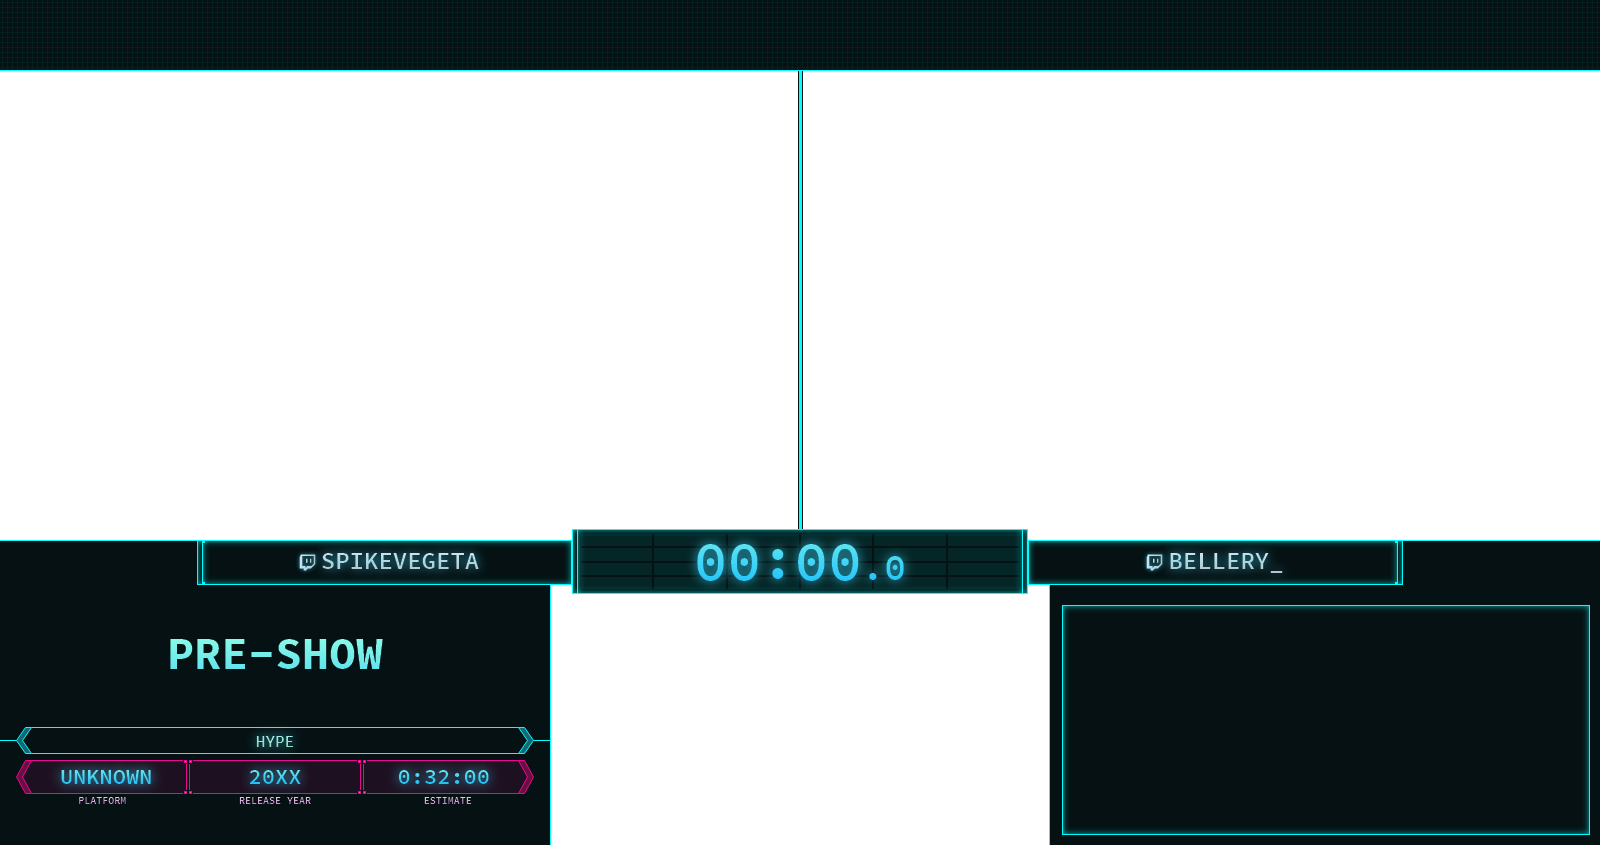 SPIKEVEGETA
00:00.0
BELLERY_
PRE-SHOW
HYPE
UNKNOWN 20XX 0:32:00
PLATFORM RELEASE YEAR ESTIMATE